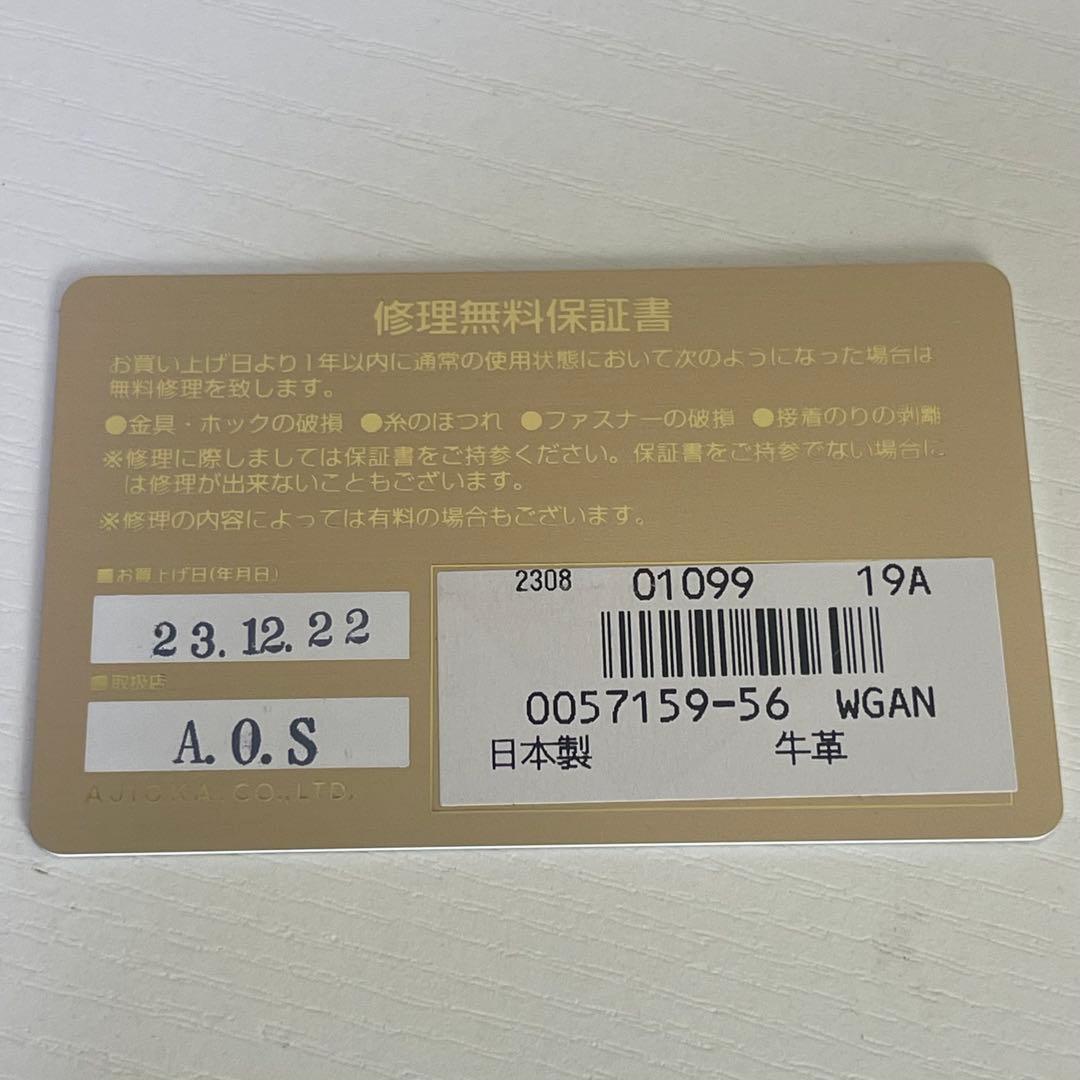 修理無料保証書
お買い上げ日より1年以内に通常の使用状態において次のようになった場合は
無料修理を致します。
●金具・ホックの破損 ●糸のほつれ ●ファスナーの破損 ●接着のりの剥離
※修理に際しましては保証書をご持参ください。保証書をご持参でない場合に
は修理が出来ないこともございます。
※修理の内容によっては有料の場合もございます。
■お買上げ日(年月日)
23.12.22
■取扱店
A.O.S
AJIOKA.CO.,LTD.
2308 01099 19A
0057159-56 WGAN
日本製 牛革